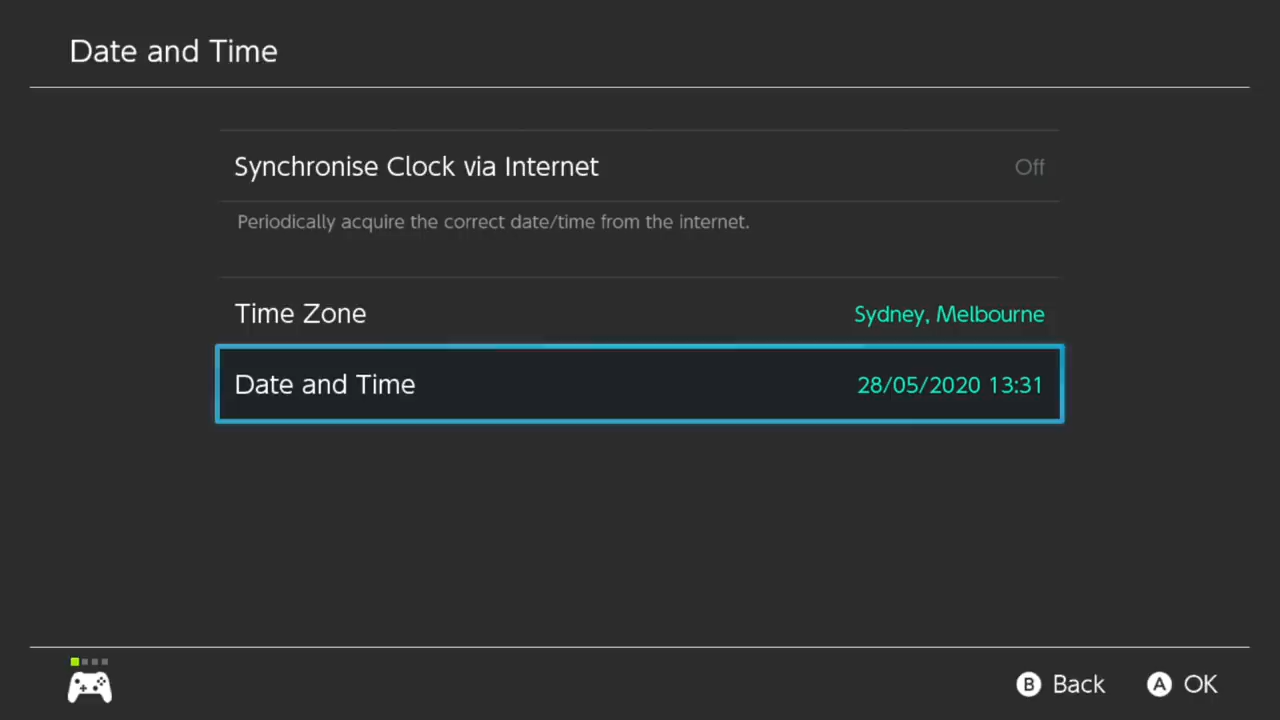 Date and Time
Synchronise Clock via Internet Off
Periodically acquire the correct date/time from the internet.
Time Zone Sydney, Melbourne
Date and Time 28/05/2020 13:31
B Back A OK